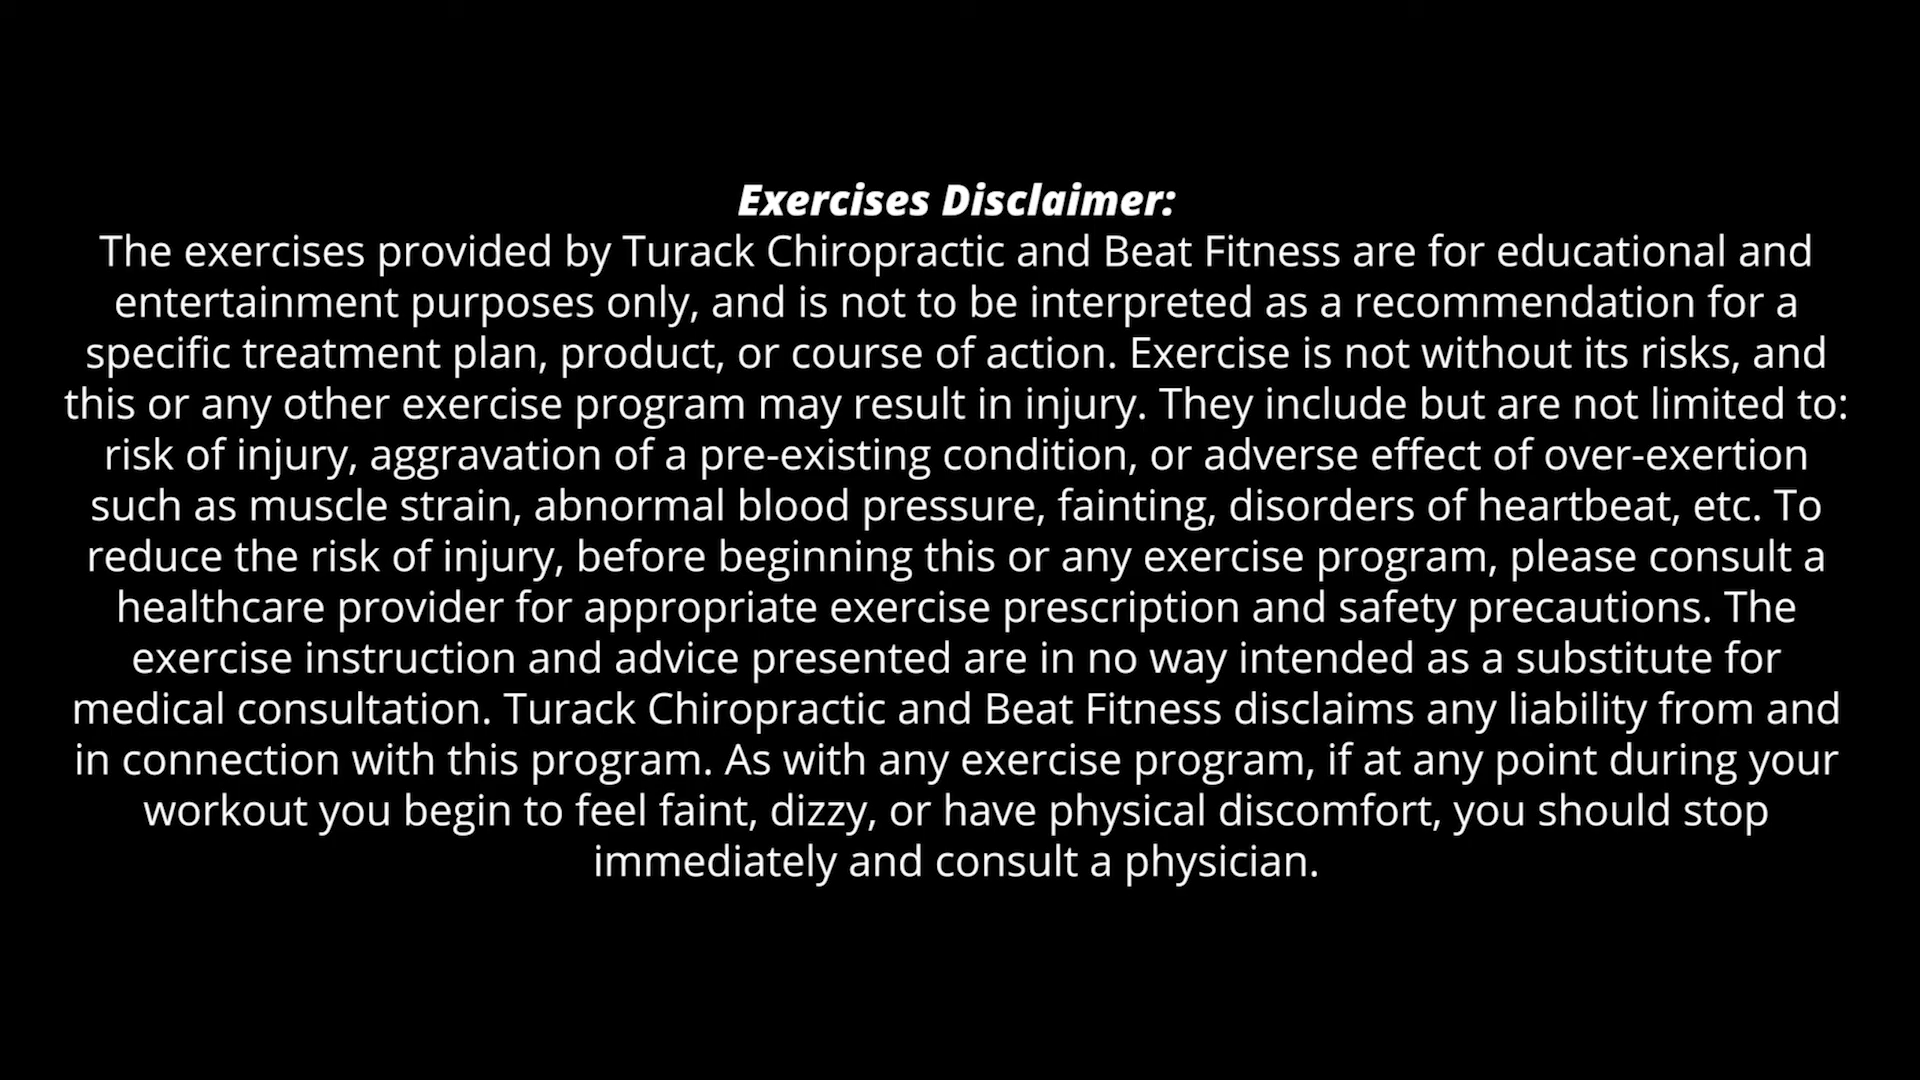 Exercises Disclaimer:
The exercises provided by Turack Chiropractic and Beat Fitness are for educational and
entertainment purposes only, and is not to be interpreted as a recommendation for a
specific treatment plan, product, or course of action. Exercise is not without its risks, and
this or any other exercise program may result in injury. They include but are not limited to:
risk of injury, aggravation of a pre-existing condition, or adverse effect of over-exertion
such as muscle strain, abnormal blood pressure, fainting, disorders of heartbeat, etc. To
reduce the risk of injury, before beginning this or any exercise program, please consult a
healthcare provider for appropriate exercise prescription and safety precautions. The
exercise instruction and advice presented are in no way intended as a substitute for
medical consultation. Turack Chiropractic and Beat Fitness disclaims any liability from and
in connection with this program. As with any exercise program, if at any point during your
workout you begin to feel faint, dizzy, or have physical discomfort, you should stop
immediately and consult a physician.